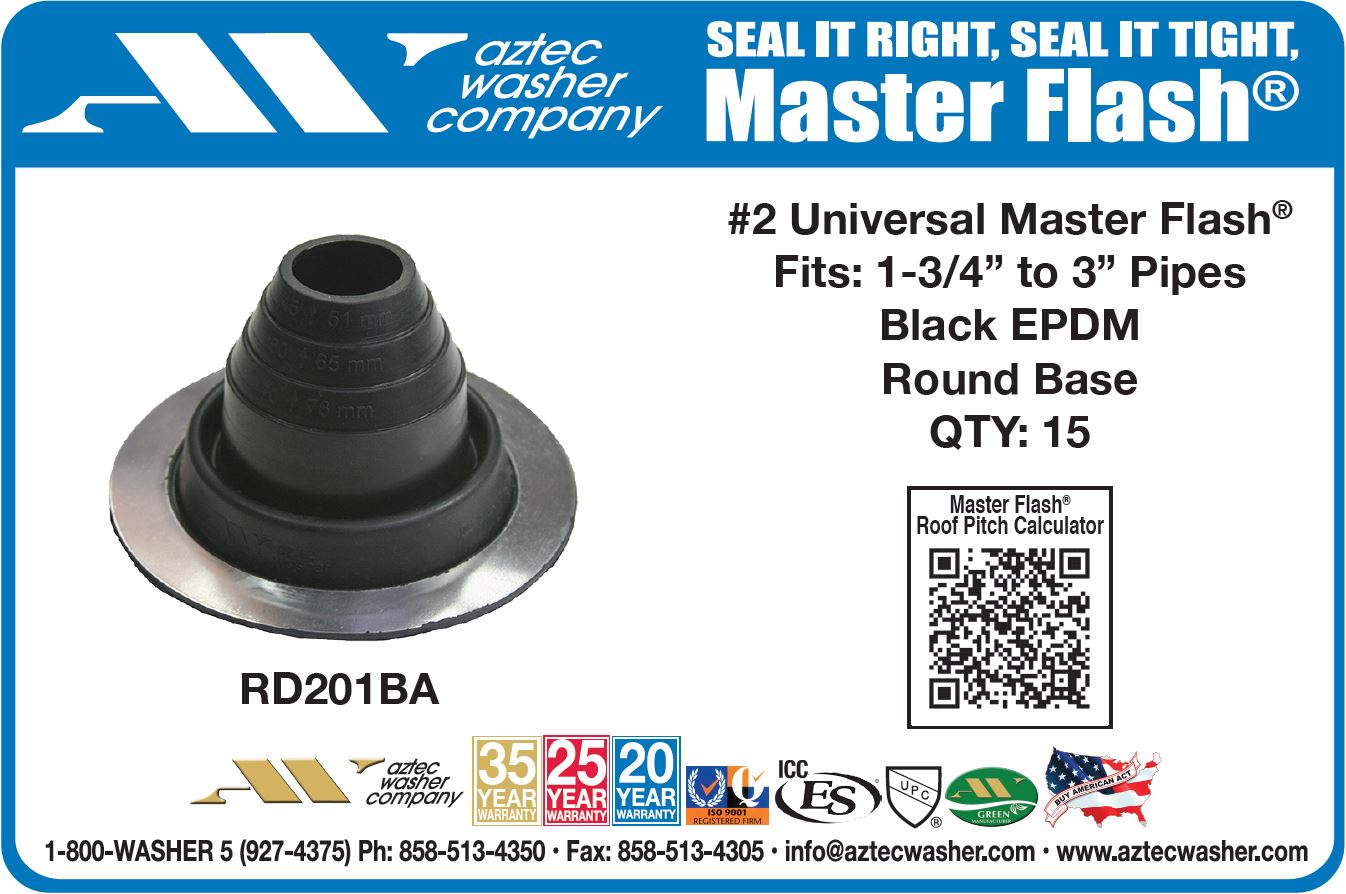 aztec
washer
company
SEAL IT RIGHT, SEAL IT TIGHT,
Master Flash®
#2 Universal Master Flash®
Fits: 1-3/4” to 3” Pipes
Black EPDM
Round Base
QTY: 15
51 mm
65 mm
76 mm
Master Flash®
Roof Pitch Calculator
RD201BA
aztec
washer
company
35
YEAR
WARRANTY
25
YEAR
WARRANTY
20
YEAR
WARRANTY
Q
ISO 9001
REGISTERED FIRM
ICC
ES
UPC
®
GREEN
MANUFACTURER
BUY AMERICAN ACT
1-800-WASHER 5 (927-4375) Ph: 858-513-4350 • Fax: 858-513-4305 • info@aztecwasher.com • www.aztecwasher.com